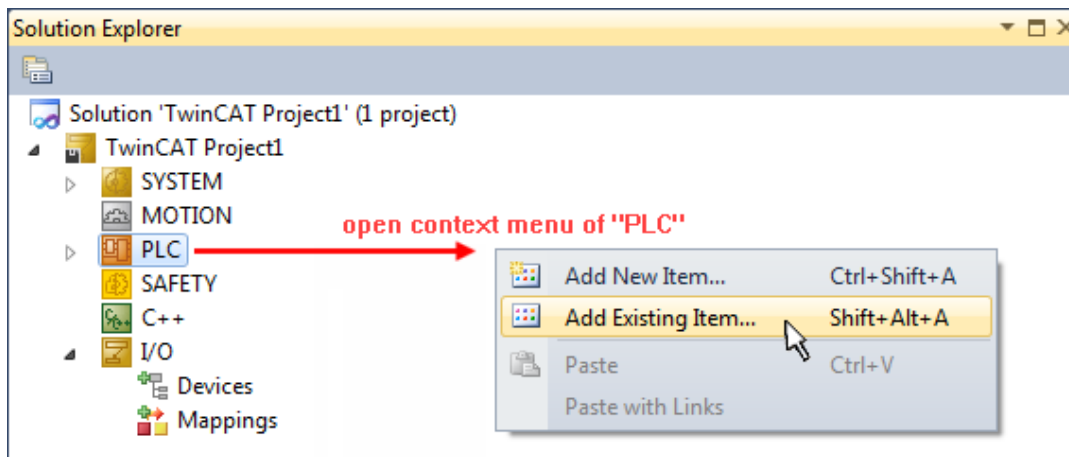 Solution Explorer
Solution 'TwinCAT Project1' (1 project)
TwinCAT Project1
SYSTEM
MOTION
open context menu of "PLC"
PLC
SAFETY
C++
I/O
Devices
Mappings
Add New Item... Ctrl+Shift+A
Add Existing Item... Shift+Alt+A
Paste Ctrl+V
Paste with Links